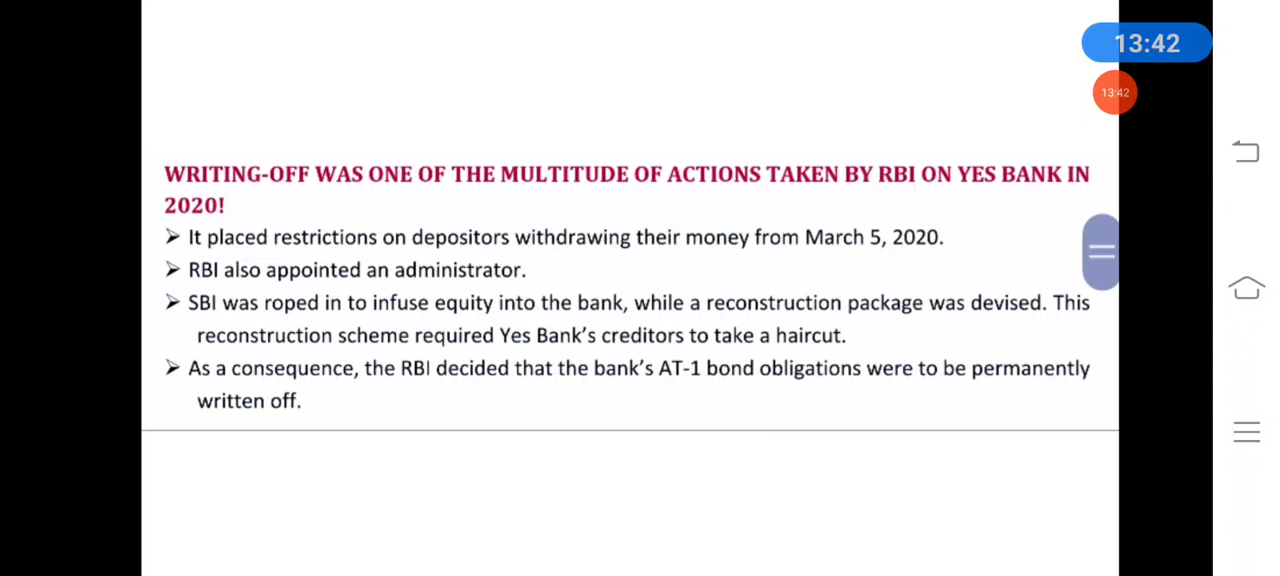 13:42
13:42
WRITING-OFF WAS ONE OF THE MULTITUDE OF ACTIONS TAKEN BY RBI ON YES BANK IN
2020!
➢ It placed restrictions on depositors withdrawing their money from March 5, 2020.
➢ RBI also appointed an administrator.
➢ SBI was roped in to infuse equity into the bank, while a reconstruction package was devised. This
reconstruction scheme required Yes Bank's creditors to take a haircut.
➢ As a consequence, the RBI decided that the bank's AT-1 bond obligations were to be permanently
written off.